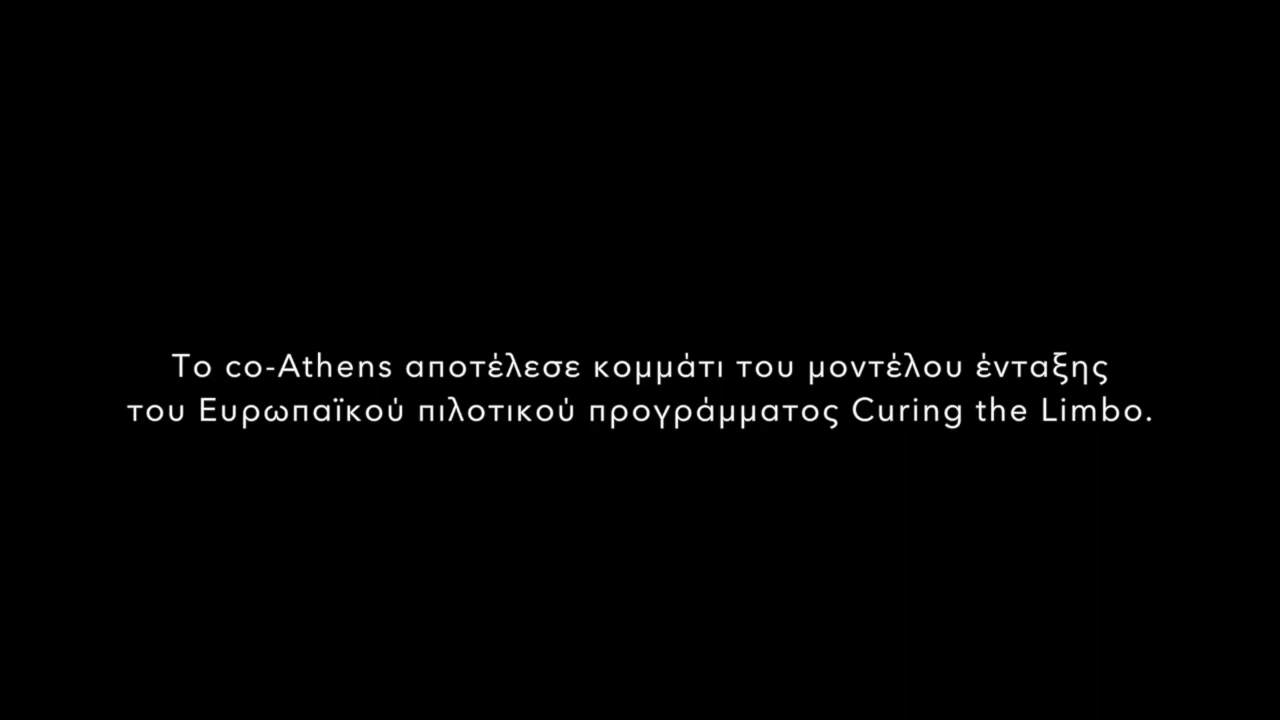 Το co-Athens αποτέλεσε κομμάτι του μοντέλου ένταξης
του Ευρωπαϊκού πιλοτικού προγράμματος Curing the Limbo.